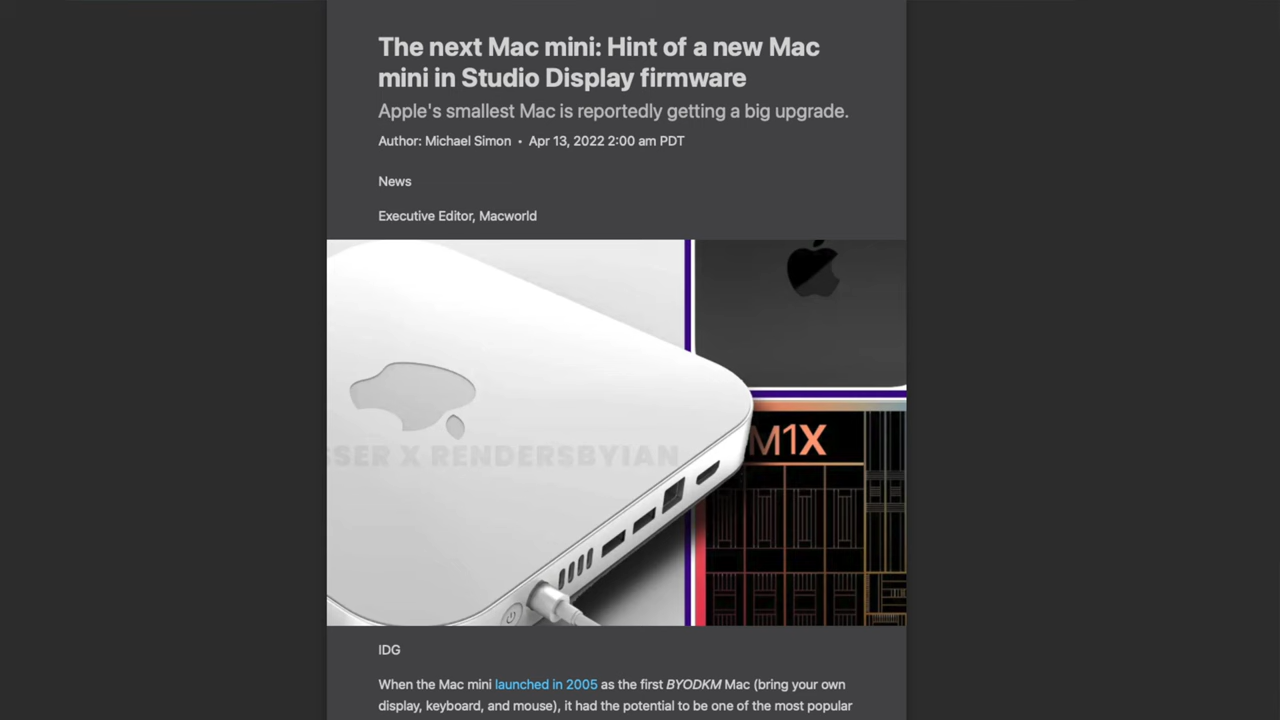 The next Mac mini: Hint of a new Mac
mini in Studio Display firmware
Apple's smallest Mac is reportedly getting a big upgrade.
Author: Michael Simon • Apr 13, 2022 2:00 am PDT
News
Executive Editor, Macworld
M1X
SER X RENDERSBYIAN
IDG
When the Mac mini launched in 2005 as the first BYODKM Mac (bring your own
display, keyboard, and mouse), it had the potential to be one of the most popular